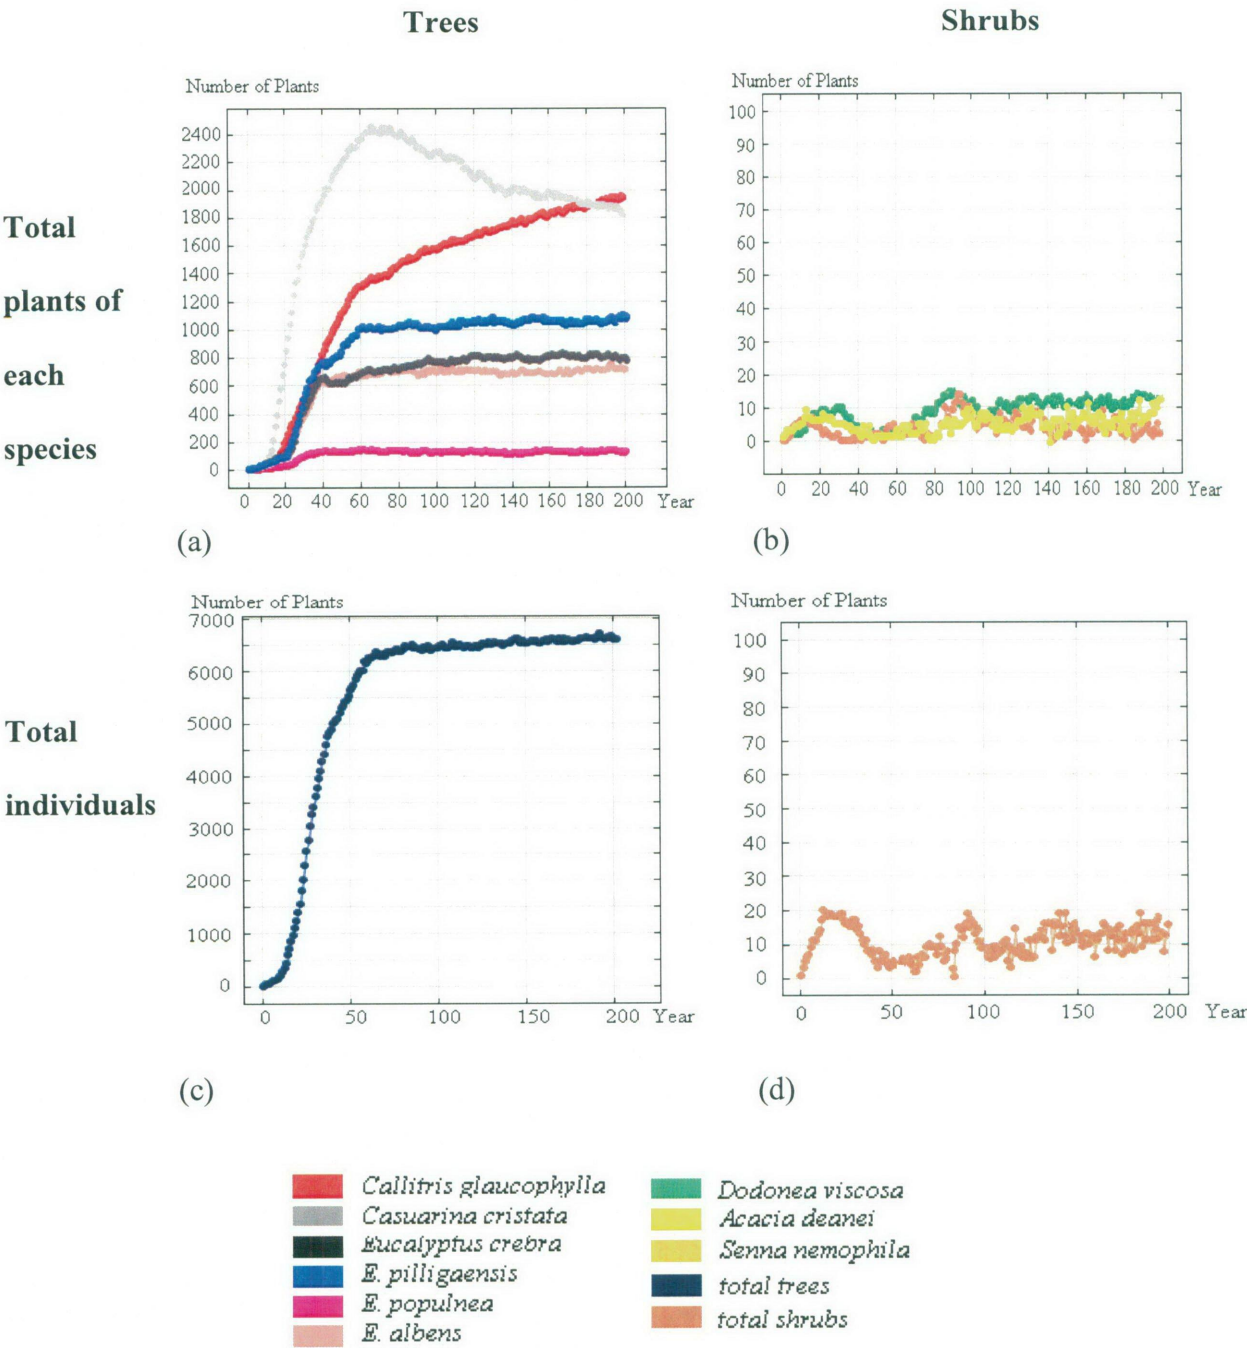 Trees
Shrubs
Number of Plants
2400
2200
2000
1800
1600
1400
1200
1000
800
600
400
200
0
0 20 40 60 80 100 120 140 160 180 200 Year
(a)
Number of Plants
100
90
80
70
60
50
40
30
20
10
0
0 20 40 60 80 100 120 140 160 180 200 Year
(b)
Total
plants of
each
species
Number of Plants
7000
6000
5000
4000
3000
2000
1000
0
0 50 100 150 200 Year
(c)
Number of Plants
100
90
80
70
60
50
40
30
20
10
0
0 50 100 150 200 Year
(d)
Total
individuals
Callitris glaucophylla
Casuarina cristata
Eucalyptus crebra
E. pilligaensis
E. populnea
E. albens
Dodonea viscosa
Acacia deanei
Senna nemophila
total trees
total shrubs